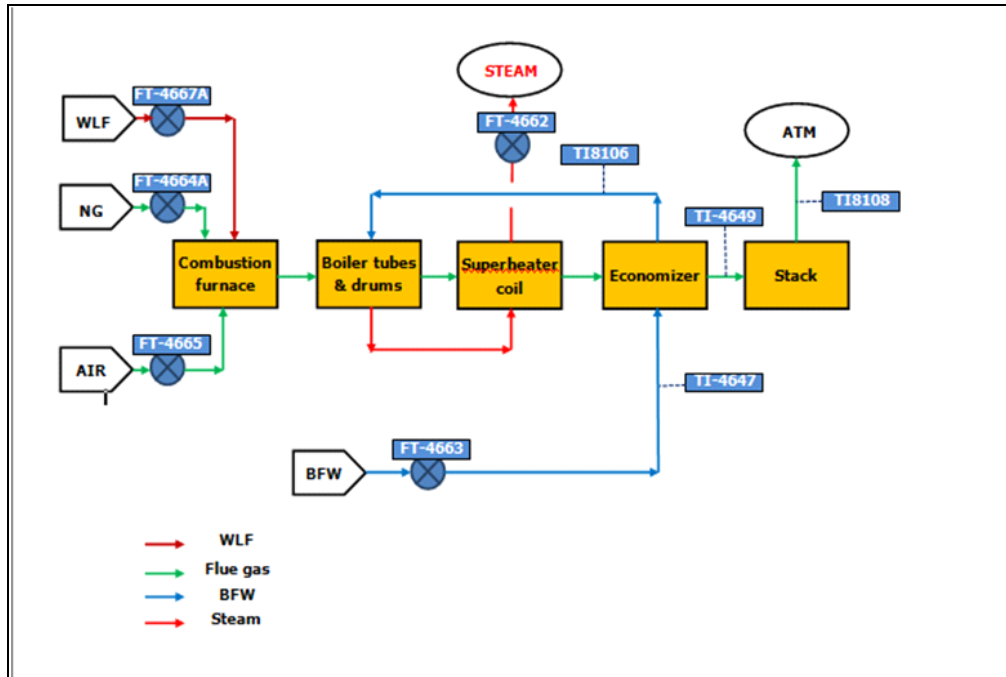 STEAM
FT-4667A
WLF
FT-4662
ATM
TI8106
FT-4664A
NG
TI-4649
TI8108
Combustion
furnace
Boiler tubes
& drums
Superheater
coil
Economizer
Stack
FT-4665
AIR
TI-4647
FT-4663
BFW
WLF
Flue gas
BFW
Steam